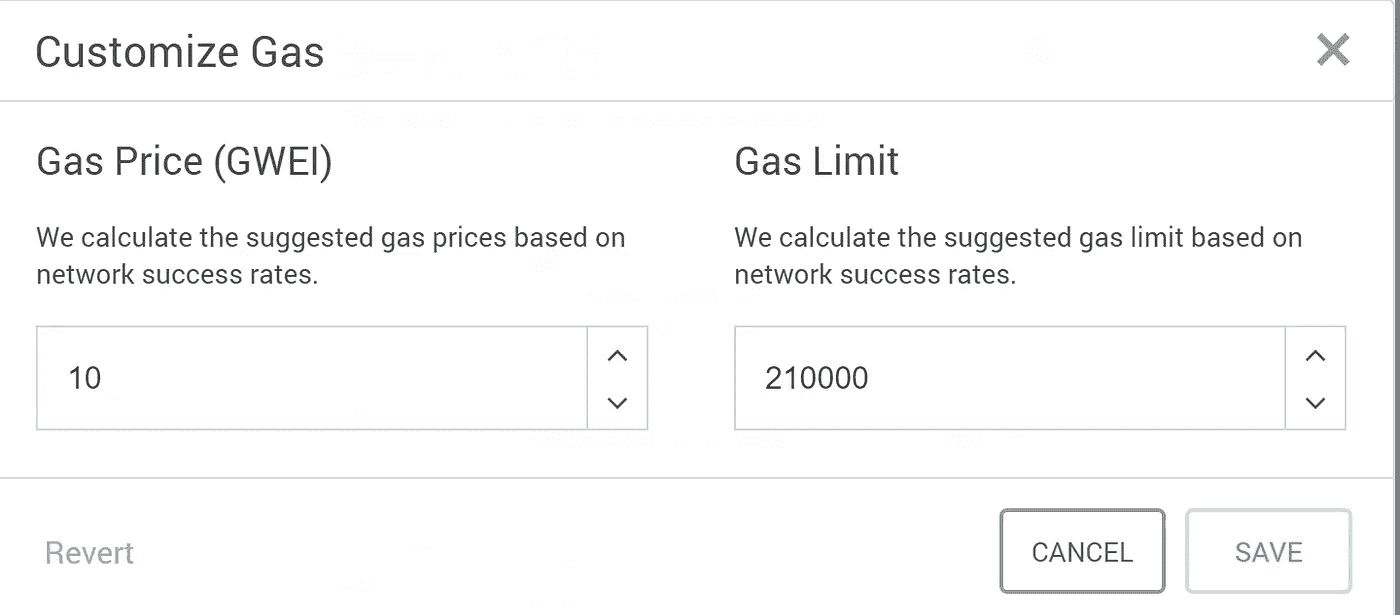 Customize Gas
Gas Price (GWEI)
We calculate the suggested gas prices based on
network success rates.
10
Gas Limit
We calculate the suggested gas limit based on
network success rates.
210000
Revert
CANCEL
SAVE